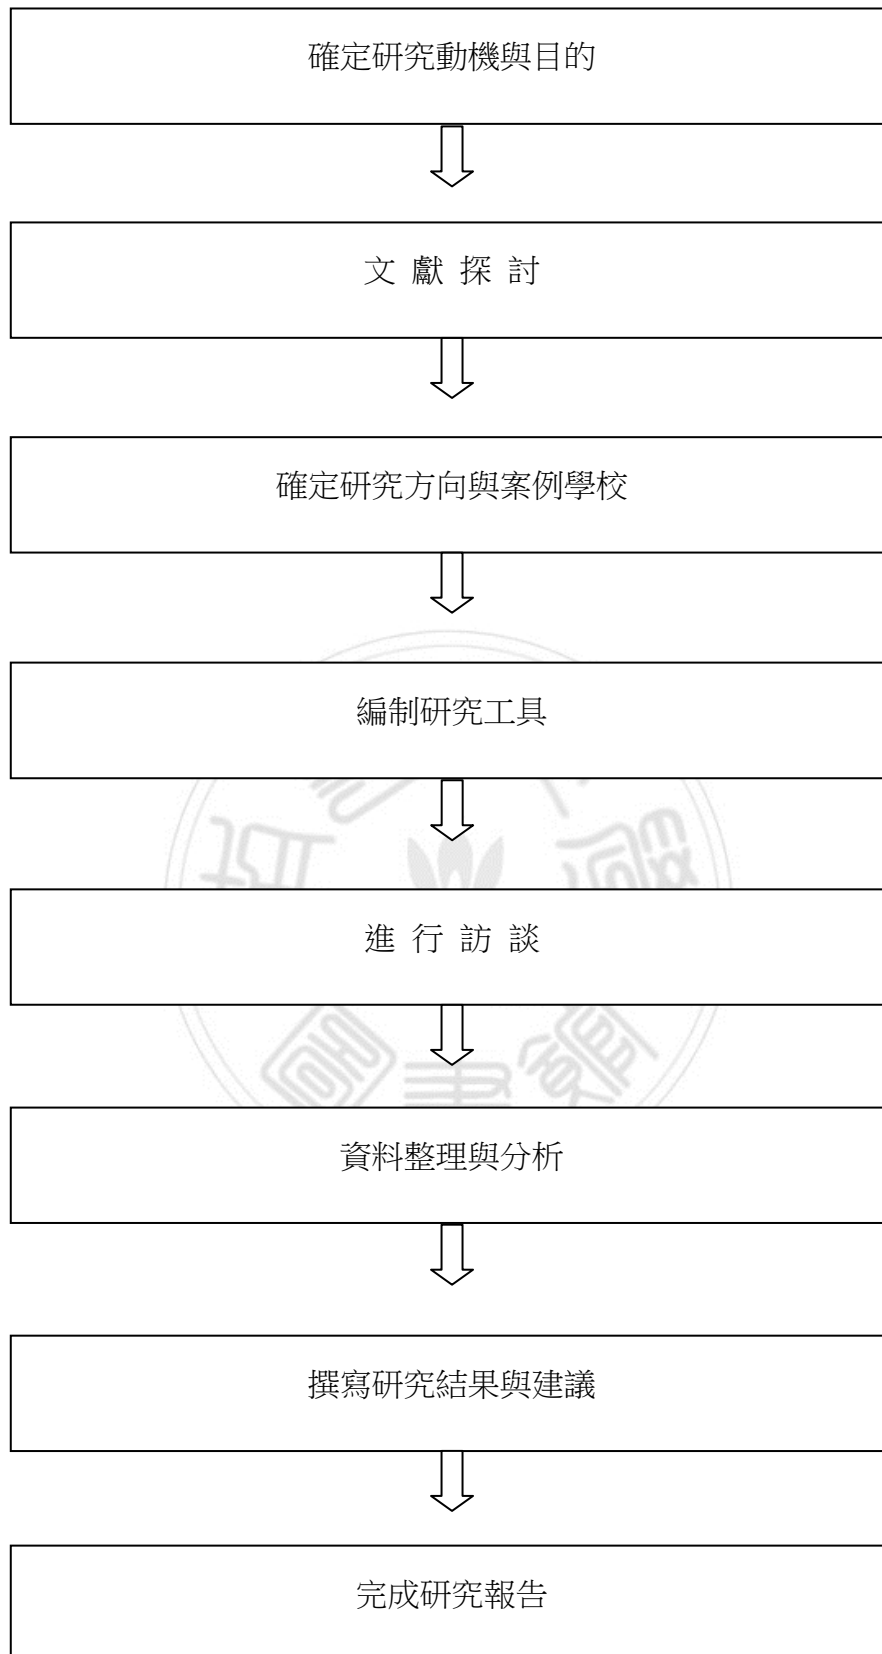 確定研究動機與目的
文 獻 探 討
確定研究方向與案例學校
編制研究工具
進 行 訪 談
資料整理與分析
撰寫研究結果與建議
完成研究報告